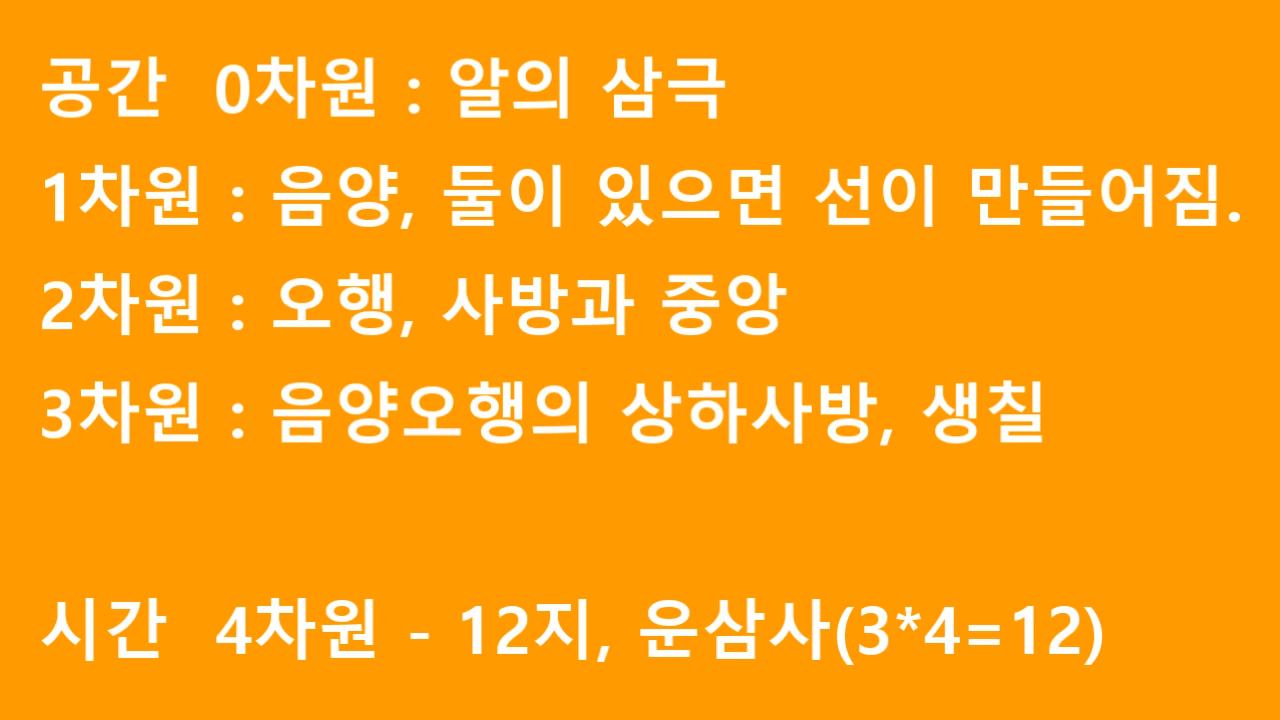 공간  0차원 : 알의 삼극
1차원 : 음양, 둘이 있으면 선이 만들어짐.
2차원 : 오행, 사방과 중앙
3차원 : 음양오행의 상하사방, 생칠
시간  4차원 - 12지, 운삼사(3*4=12)